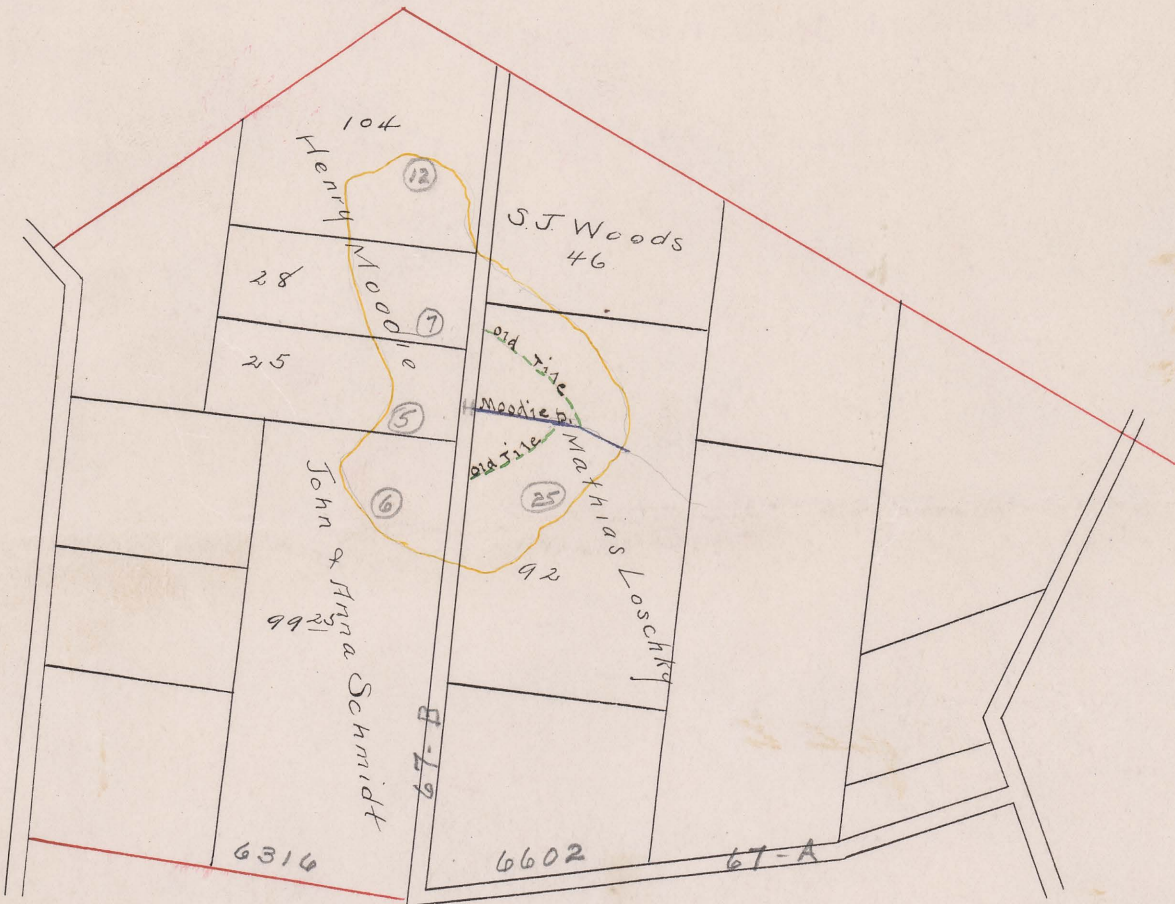 104
12
Henry Moodie
S.J. Woods
46
28
7
25
5
Old Tile
Moodie D.
Old Tile
Mathias Loschky
6
25
92
John & Anna Schmidt
99 25
67-B
6316
6602
67-A